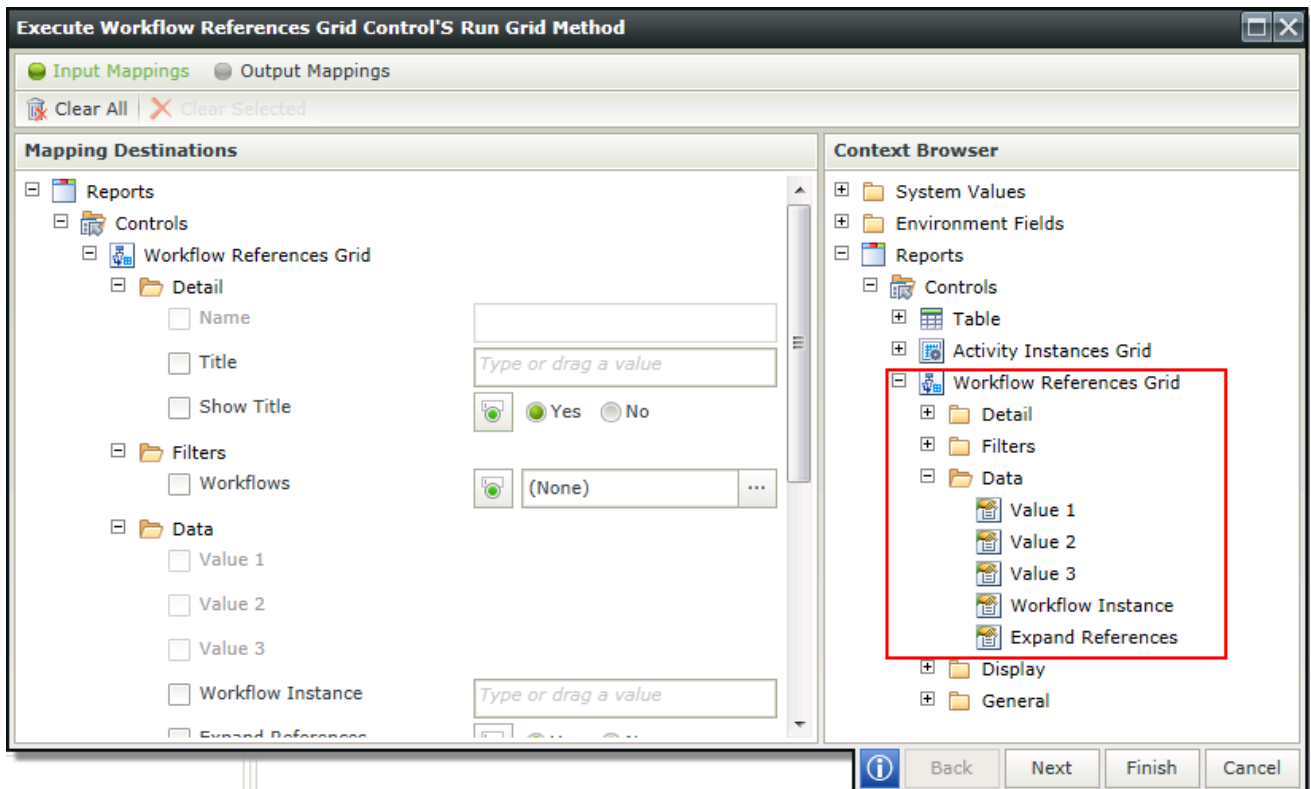 Execute Workflow References Grid Control'S Run Grid Method
Input Mappings Output Mappings
Clear All Clear Selected
Mapping Destinations
Reports
Controls
Workflow References Grid
Detail
Name
Title Type or drag a value
Show Title Yes No
Filters
Workflows (None) ...
Data
Value 1
Value 2
Value 3
Workflow Instance Type or drag a value
Expand References
Context Browser
System Values
Environment Fields
Reports
Controls
Table
Activity Instances Grid
Workflow References Grid
Detail
Filters
Data
Value 1
Value 2
Value 3
Workflow Instance
Expand References
Display
General
Back Next Finish Cancel